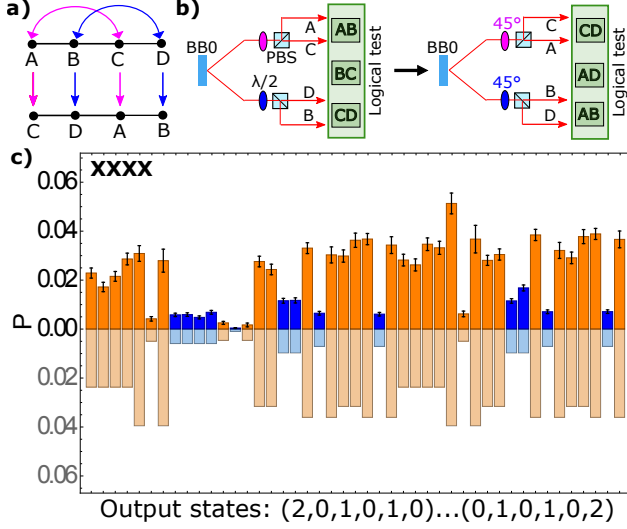 a)
A B C D
C D A B
b)
BB0
PBS
λ/2
A
C
D
B
AB
BC
CD
Logical test
BB0
45°
45°
C
A
B
D
CD
AD
AB
Logical test
c)
XXXX
P
0.06
0.04
0.02
0.00
0.02
0.04
0.06
Output states: (2,0,1,0,1,0)...(0,1,0,1,0,2)